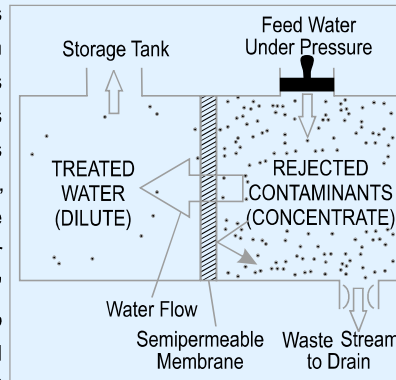 Storage Tank
Feed Water
Under Pressure
TREATED
WATER
(DILUTE)
REJECTED
CONTAMINANTS
(CONCENTRATE)
Water Flow
Semipermeable
Membrane
Waste Stream
to Drain